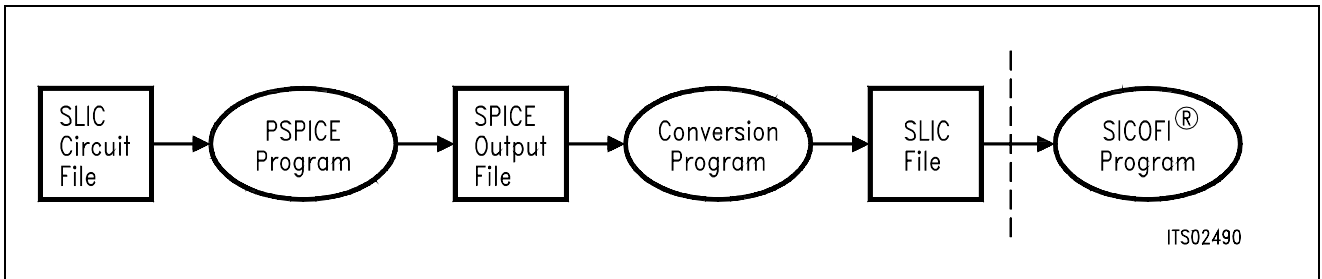 SLIC
Circuit
File
PSPICE
Program
SPICE
Output
File
Conversion
Program
SLIC
File
SICOFI®
Program
ITS02490